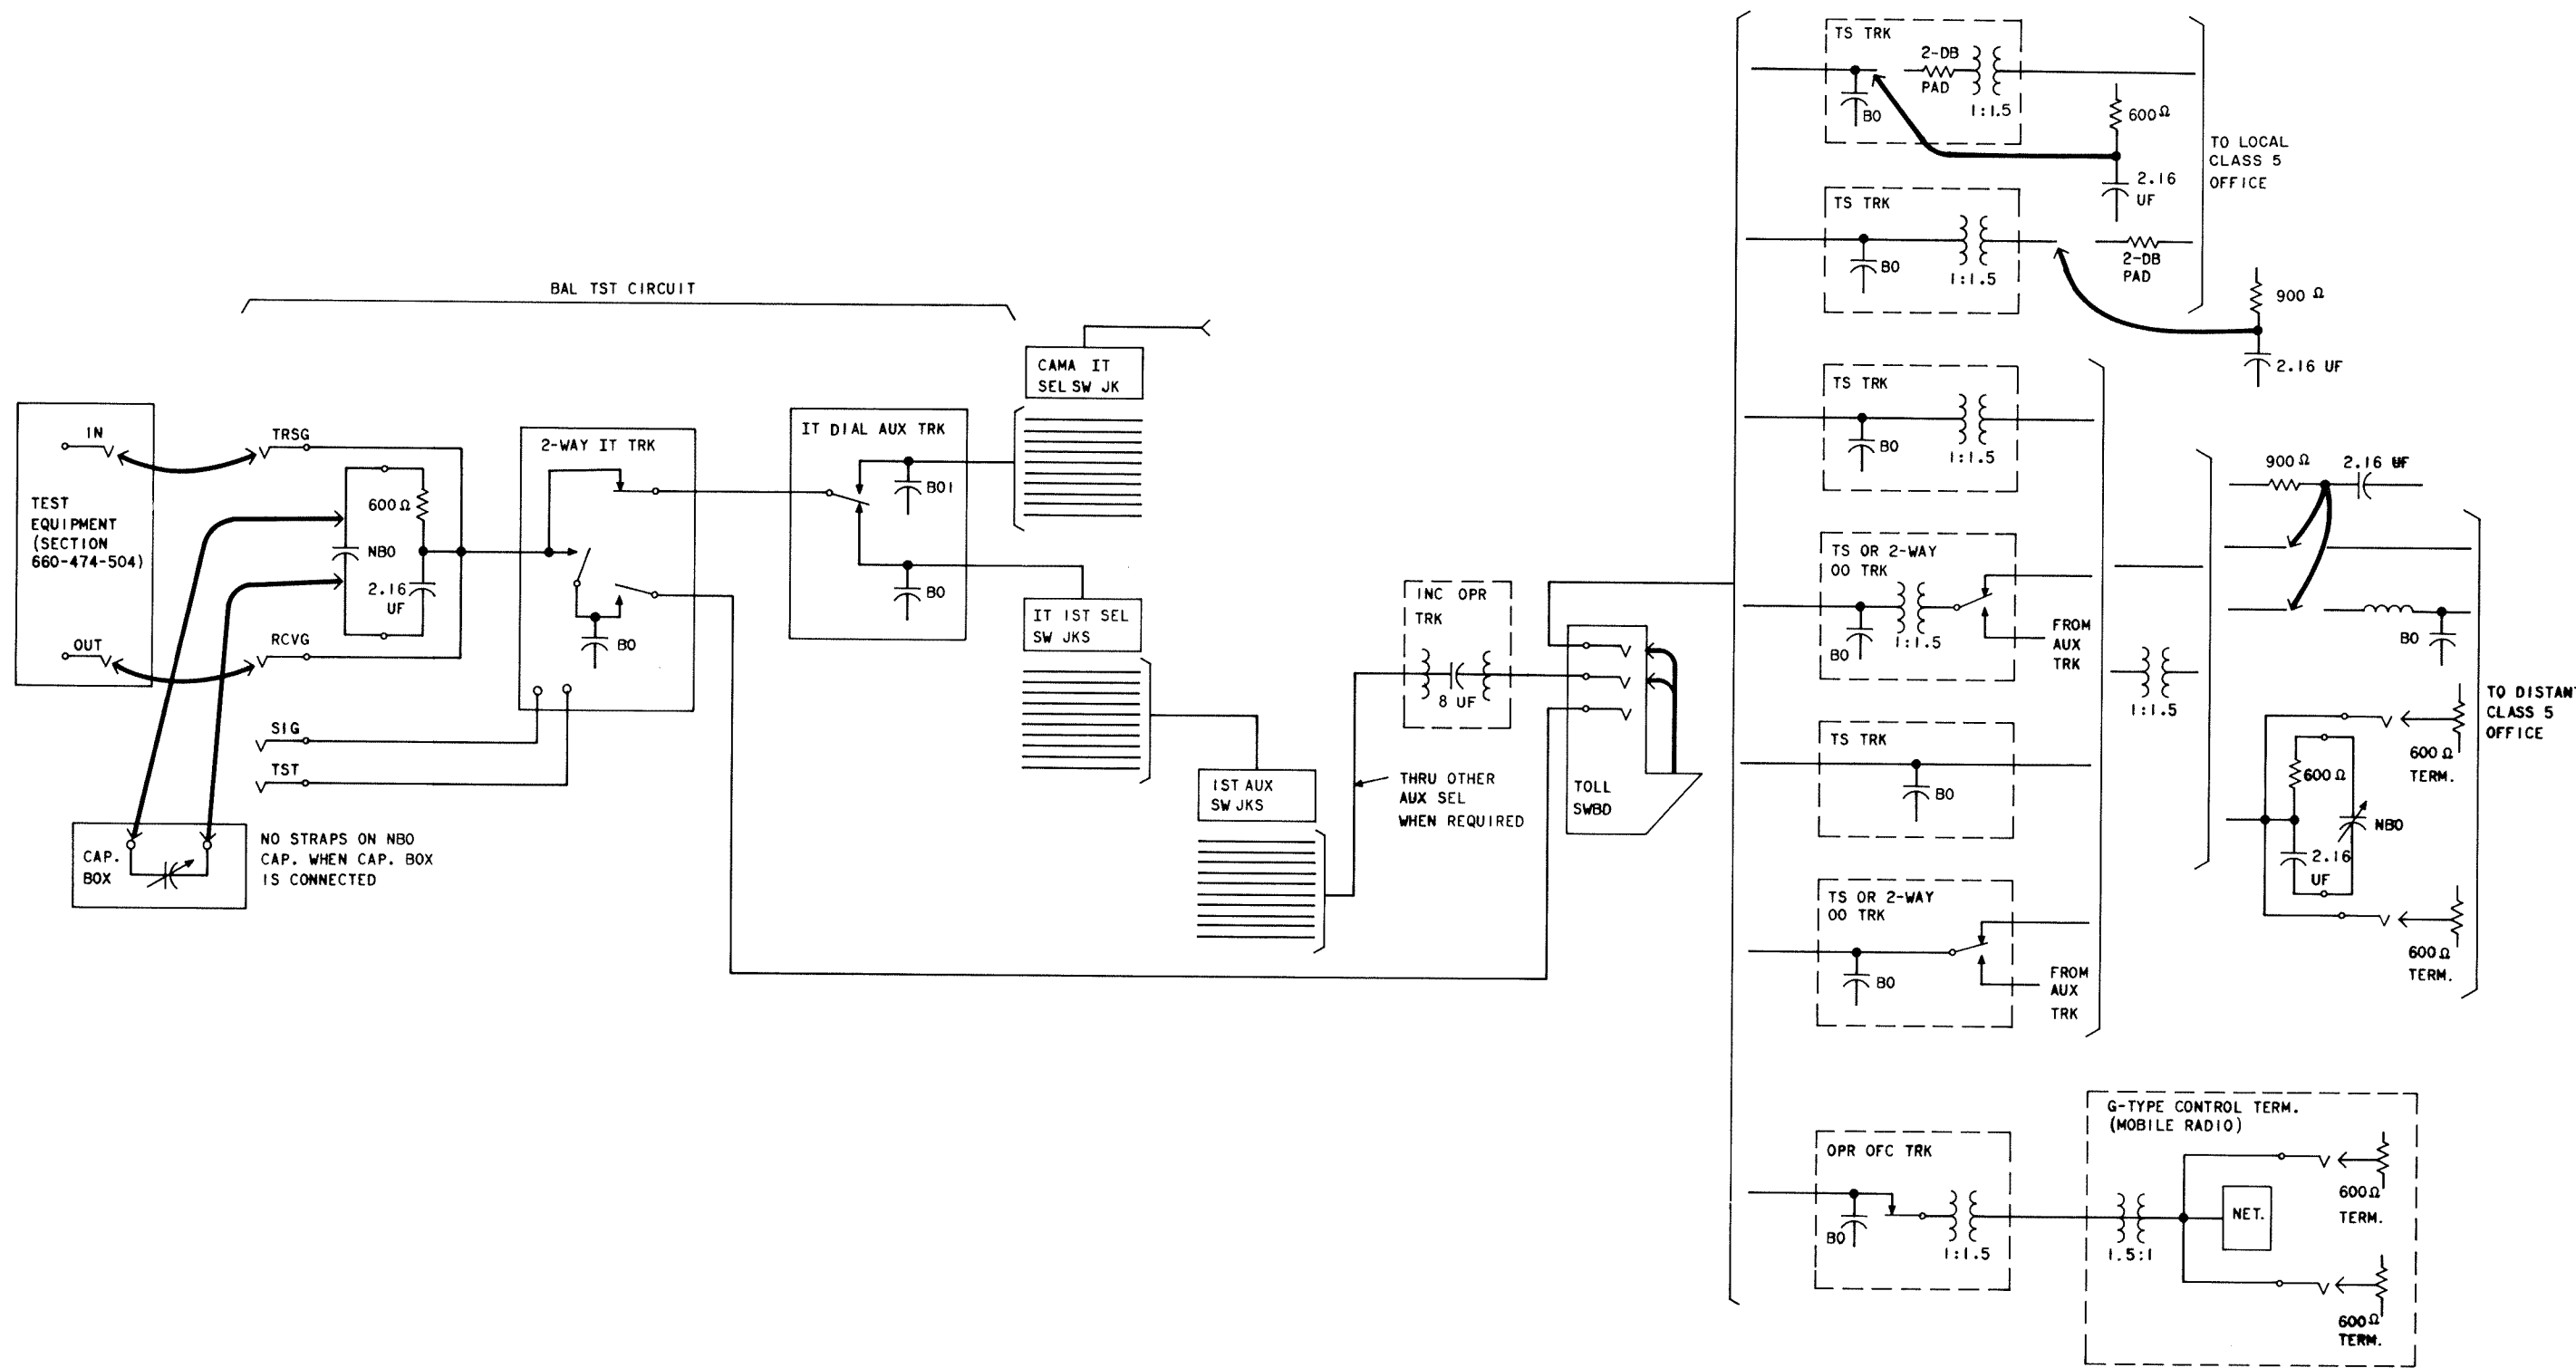 BAL TST CIRCUIT
IN
TEST
EQUIPMENT
(SECTION
660-474-504)
OUT
TRSG
600Ω
NBO
2.16
UF
RCVG
SIG
TST
CAP.
BOX
NO STRAPS ON NBO
CAP. WHEN CAP. BOX
IS CONNECTED
2-WAY IT TRK
BO
IT DIAL AUX TRK
BO1
BO
CAMA IT
SEL SW JK
IT 1ST SEL
SW JKS
1ST AUX
SW JKS
THRU OTHER
AUX SEL
WHEN REQUIRED
INC OPR
TRK
8 UF
TOLL
SWBD
TS TRK
2-DB
PAD
BO
1:1.5
600Ω
2.16
UF
TO LOCAL
CLASS 5
OFFICE
TS TRK
BO
1:1.5
2-DB
PAD
900 Ω
2.16 UF
TS TRK
BO
1:1.5
TS OR 2-WAY
OO TRK
BO
1:1.5
FROM
AUX
TRK
TS TRK
BO
TS OR 2-WAY
OO TRK
BO
FROM
AUX
TRK
1:1.5
900Ω
2.16 UF
BO
600Ω
TERM.
600Ω
NBO
2.16
UF
600Ω
TERM.
TO DISTANT
CLASS 5
OFFICE
OPR OFC TRK
BO
1:1.5
G-TYPE CONTROL TERM.
(MOBILE RADIO)
1.5:1
NET.
600Ω
TERM.
600Ω
TERM.